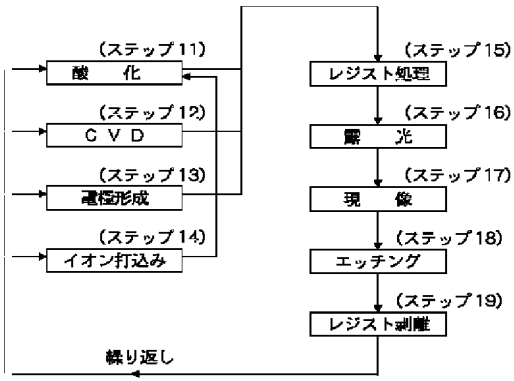 (ステップ11)
酸 化
(ステップ12)
C V D
(ステップ13)
電極形成
(ステップ14)
イオン打込み
(ステップ15)
レジスト処理
(ステップ16)
露 光
(ステップ17)
現 像
(ステップ18)
エッチング
(ステップ19)
レジスト剥離
繰り返し